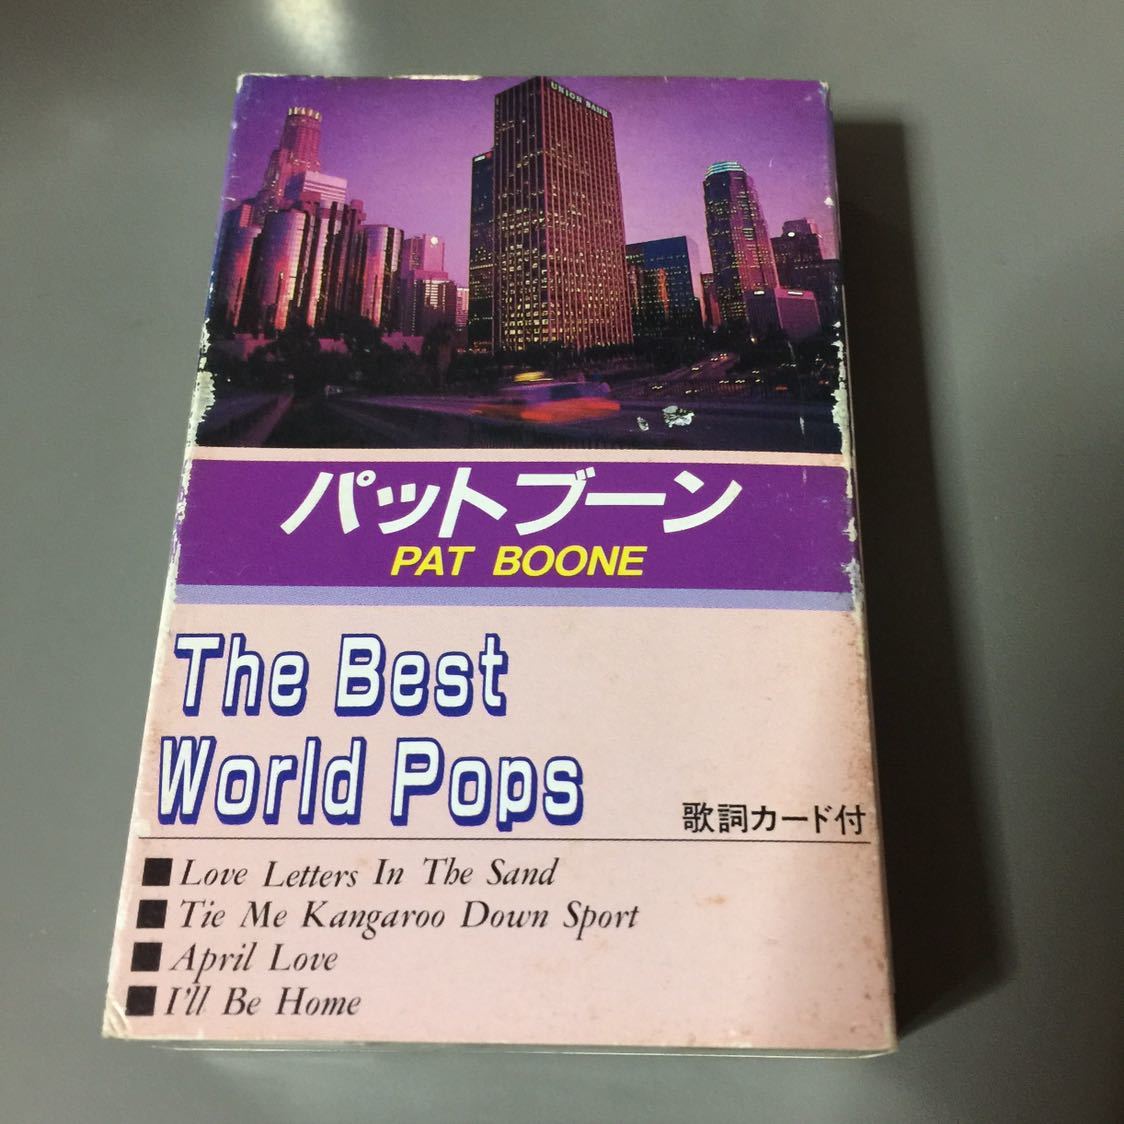 UNION BANK
パットブーン
PAT BOONE
The Best
World Pops
歌詞カード付
■ Love Letters In The Sand
■ Tie Me Kangaroo Down Sport
■ April Love
■ I'll Be Home